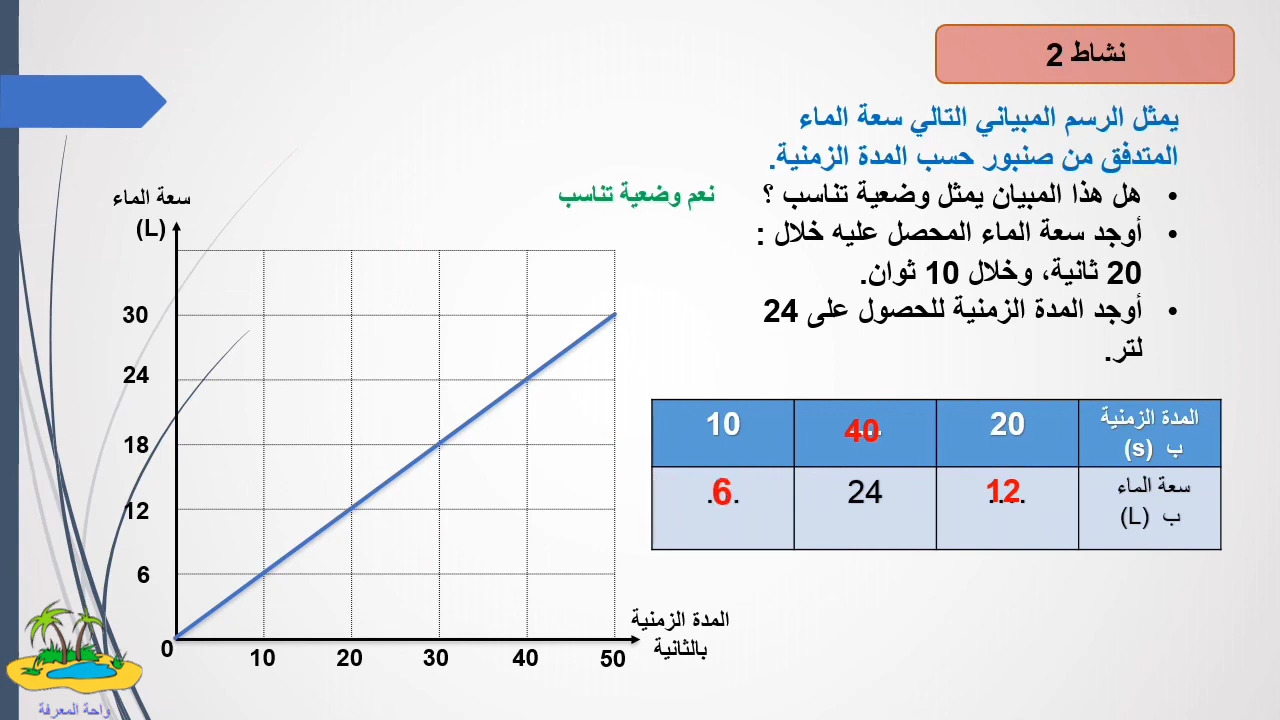 نشاط 2
يمثل الرسم المبياني التالي سعة الماء
المتدفق من صنبور حسب المدة الزمنية.
• هل هذا المبيان يمثل وضعية تناسب ؟
نعم وضعية تناسب
• أوجد سعة الماء المحصل عليه خلال :
20 ثانية، وخلال 10 ثوان.
• أوجد المدة الزمنية للحصول على 24
لتر.
المدة الزمنية ب (s) 20 40 10
سعة الماء ب (L) 12 24 6
سعة الماء
(L)
30
24
18
12
6
0
10 20 30 40 50
المدة الزمنية
بالثانية
واحة المعرفة